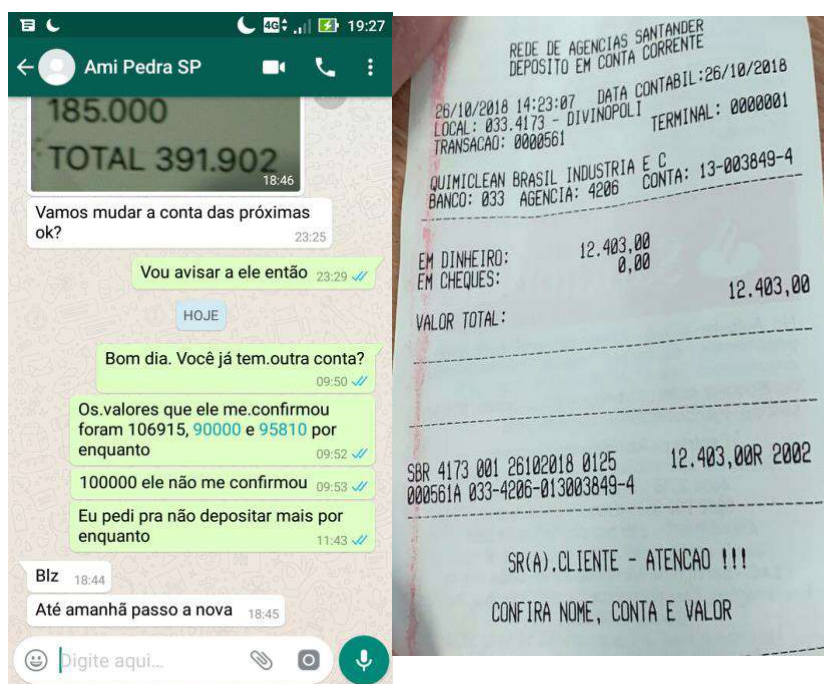 4G 19:27
Ami Pedra SP
185.000
TOTAL 391.902
18:46
Vamos mudar a conta das próximas
ok?
23:25
Vou avisar a ele então 23:29
HOJE
Bom dia. Você já tem.outra conta?
09:50
Os.valores que ele me.confirmou
foram 106915, 90000 e 95810 por
enquanto
09:52
100000 ele não me confirmou 09:53
Eu pedi pra não depositar mais por
enquanto
11:43
Blz 18:44
Até amanhã passo a nova 18:45
Digite aqui...
REDE DE AGENCIAS SANTANDER
DEPOSITO EM CONTA CORRENTE
26/10/2018 14:23:07 DATA CONTABIL:26/10/2018
LOCAL: 033.4173 - DIVINOPOLI TERMINAL: 0000001
TRANSACAO: 0000561
QUIMICLEAN BRASIL INDUSTRIA E C
BANCO: 033 AGENCIA: 4206 CONTA: 13-003849-4
EM DINHEIRO: 12.403,00
EM CHEQUES: 0,00
VALOR TOTAL: 12.403,00
SBR 4173 001 26102018 0125 12.403,00R 2002
000561A 033-4206-013003849-4
SR(A).CLIENTE - ATENCAO !!!
CONFIRA NOME, CONTA E VALOR